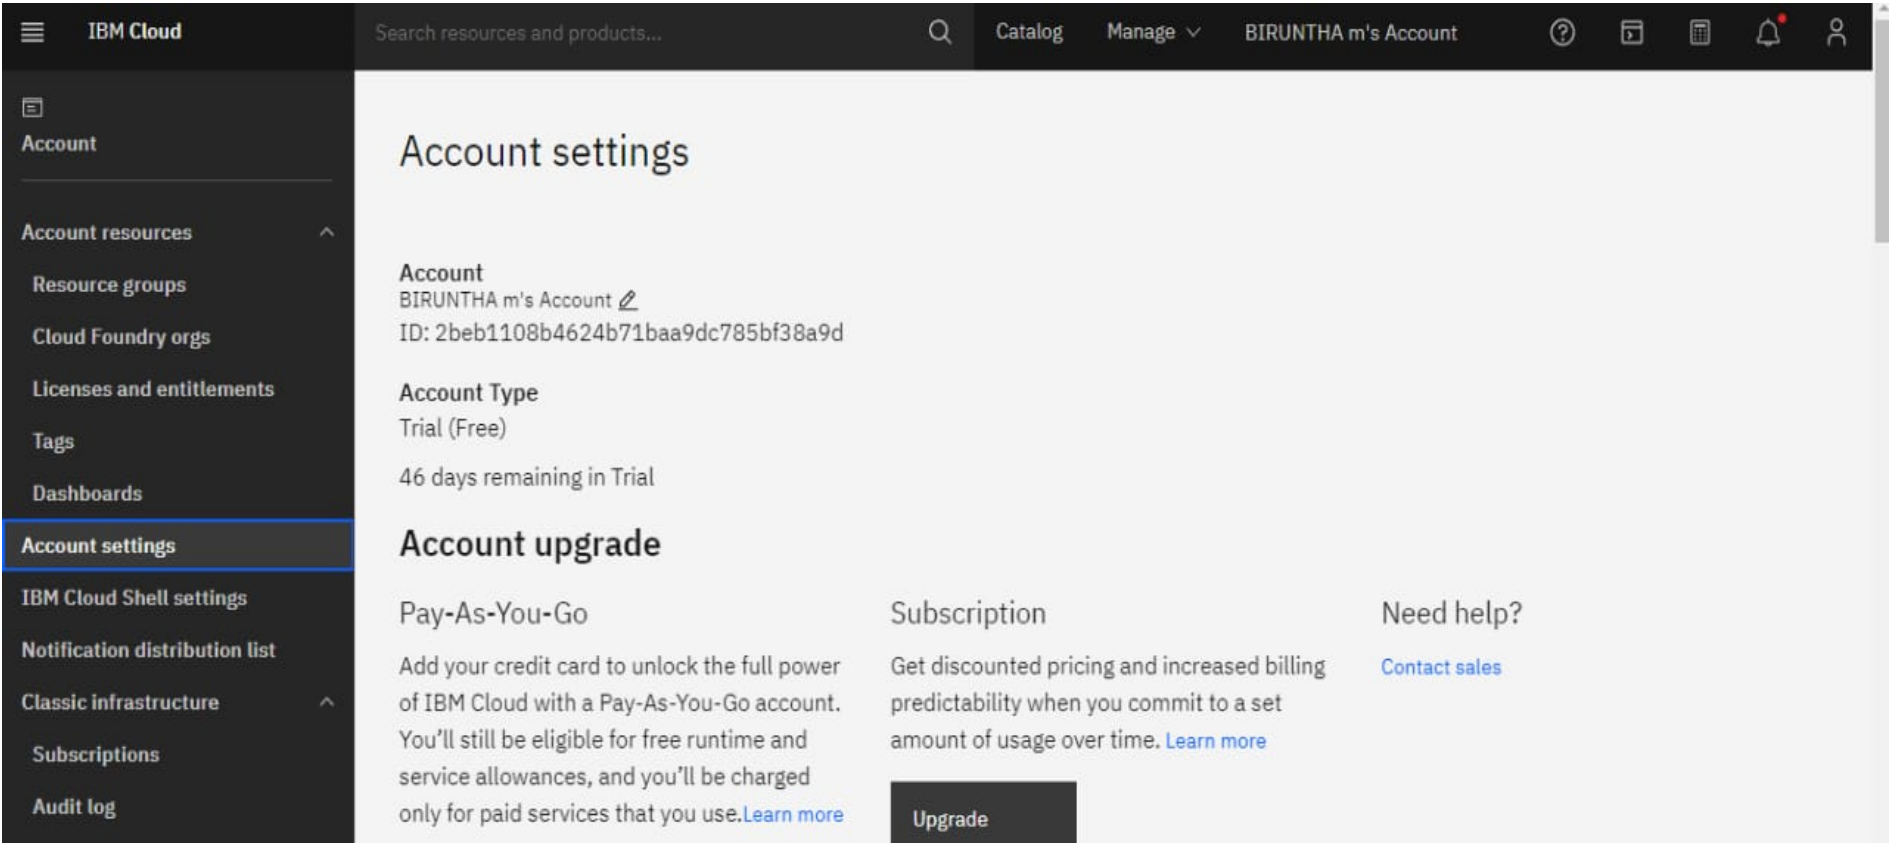 IBM Cloud
Search resources and products...
Catalog
Manage
BIRUNTHA m's Account
Account
Account resources
Resource groups
Cloud Foundry orgs
Licenses and entitlements
Tags
Dashboards
Account settings
IBM Cloud Shell settings
Notification distribution list
Classic infrastructure
Subscriptions
Audit log
Account settings
Account
BIRUNTHA m's Account
ID: 2beb1108b4624b71baa9dc785bf38a9d
Account Type
Trial (Free)
46 days remaining in Trial
Account upgrade
Pay-As-You-Go
Add your credit card to unlock the full power
of IBM Cloud with a Pay-As-You-Go account.
You’ll still be eligible for free runtime and
service allowances, and you’ll be charged
only for paid services that you use.Learn more
Subscription
Get discounted pricing and increased billing
predictability when you commit to a set
amount of usage over time. Learn more
Upgrade
Need help?
Contact sales